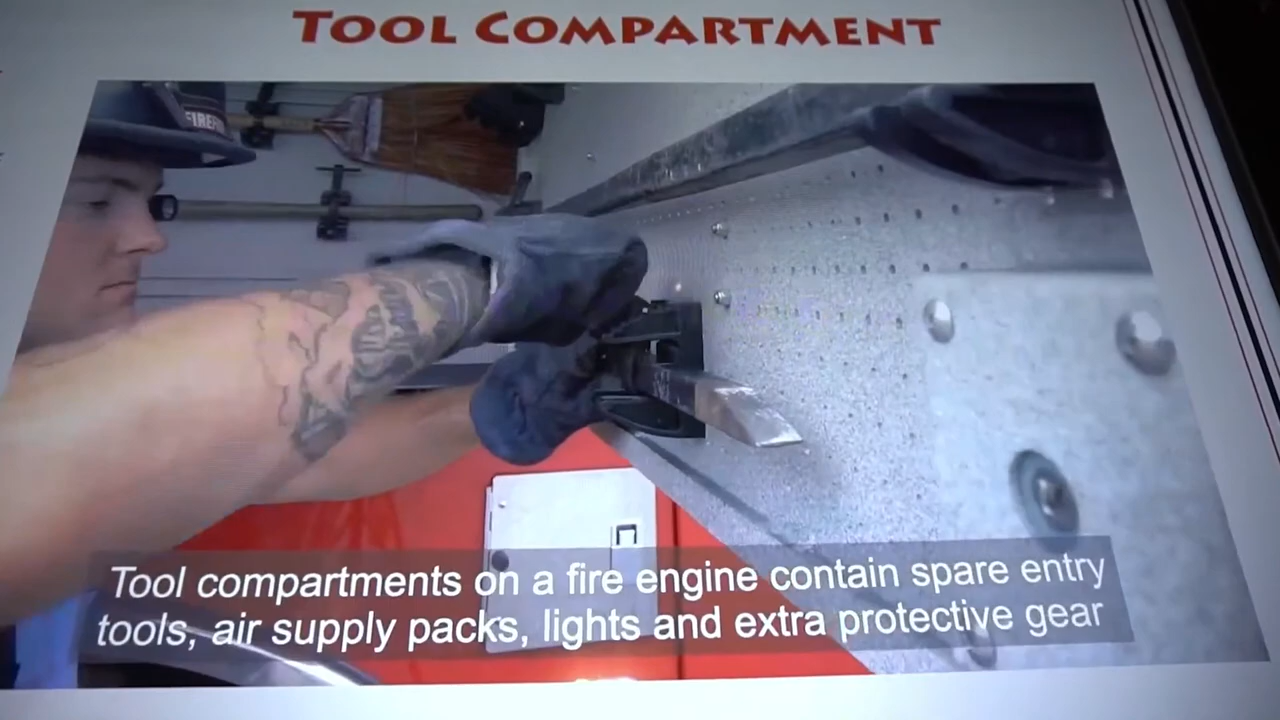 TOOL COMPARTMENT
Tool compartments on a fire engine contain spare entry
tools, air supply packs, lights and extra protective gear